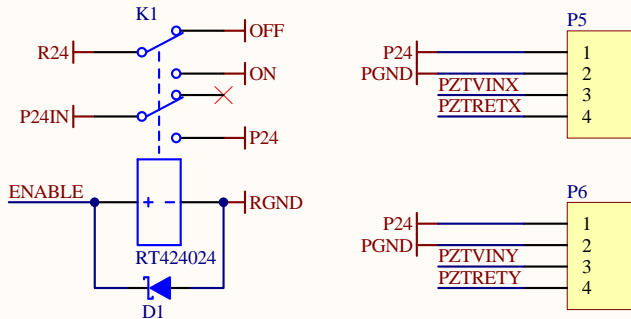 K1
OFF
R24
ON
P24IN
P24
ENABLE
+ -
RGND
RT424024
D1
P5
P24 1
PGND 2
PZTVINX 3
PZTRETX 4
P6
P24 1
PGND 2
PZTVINY 3
PZTRETY 4